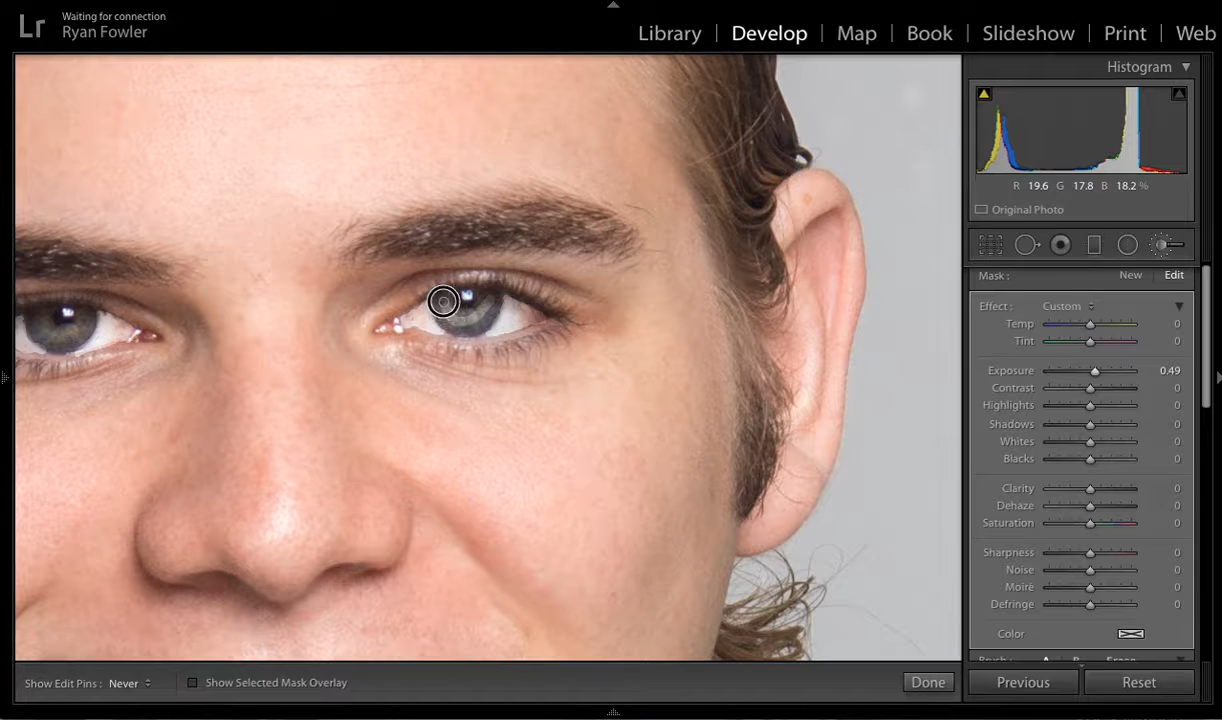 Lr
Waiting for connection
Ryan Fowler
Library | Develop | Map | Book | Slideshow | Print | Web
Histogram
R 19.6 G 17.8 B 18.2 %
Original Photo
Mask : New Edit
Effect : Custom
Temp 0
Tint 0
Exposure 0.49
Contrast 0
Highlights 0
Shadows 0
Whites 0
Blacks 0
Clarity 0
Dehaze 0
Saturation 0
Sharpness 0
Noise 0
Moiré 0
Defringe 0
Color
Brush : A B Erase
Show Edit Pins : Never
Show Selected Mask Overlay
Done
Previous
Reset